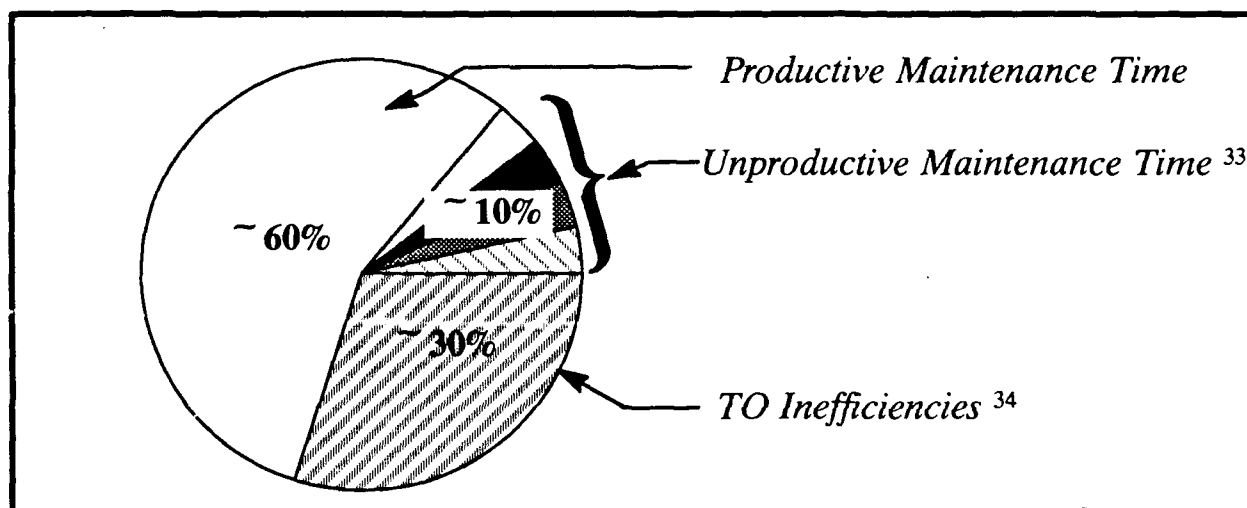 Productive Maintenance Time
Unproductive Maintenance Time 33
~ 10%
~ 60%
~ 30%
TO Inefficiencies 34